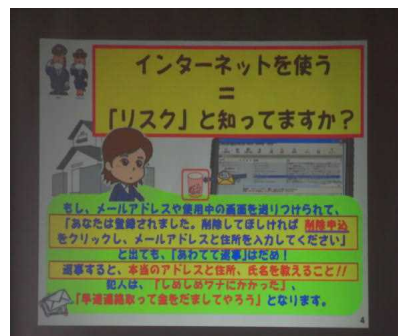 インターネットを使う
＝
「リスク」と知ってますか？
もし、メールアドレスや使用中の画面を送りつけられて、
「あなたは登録されました。削除してほしければ 削除申込
をクリックし、メールアドレスと住所を入力してください」
と出ても、「あわてて返事」はだめ！
返事すると、本当のアドレスと住所、氏名を教えること!!
犯人は、「しめしめワナにかかった」、
「早速連絡取って金をだましてやろう」となります。
4